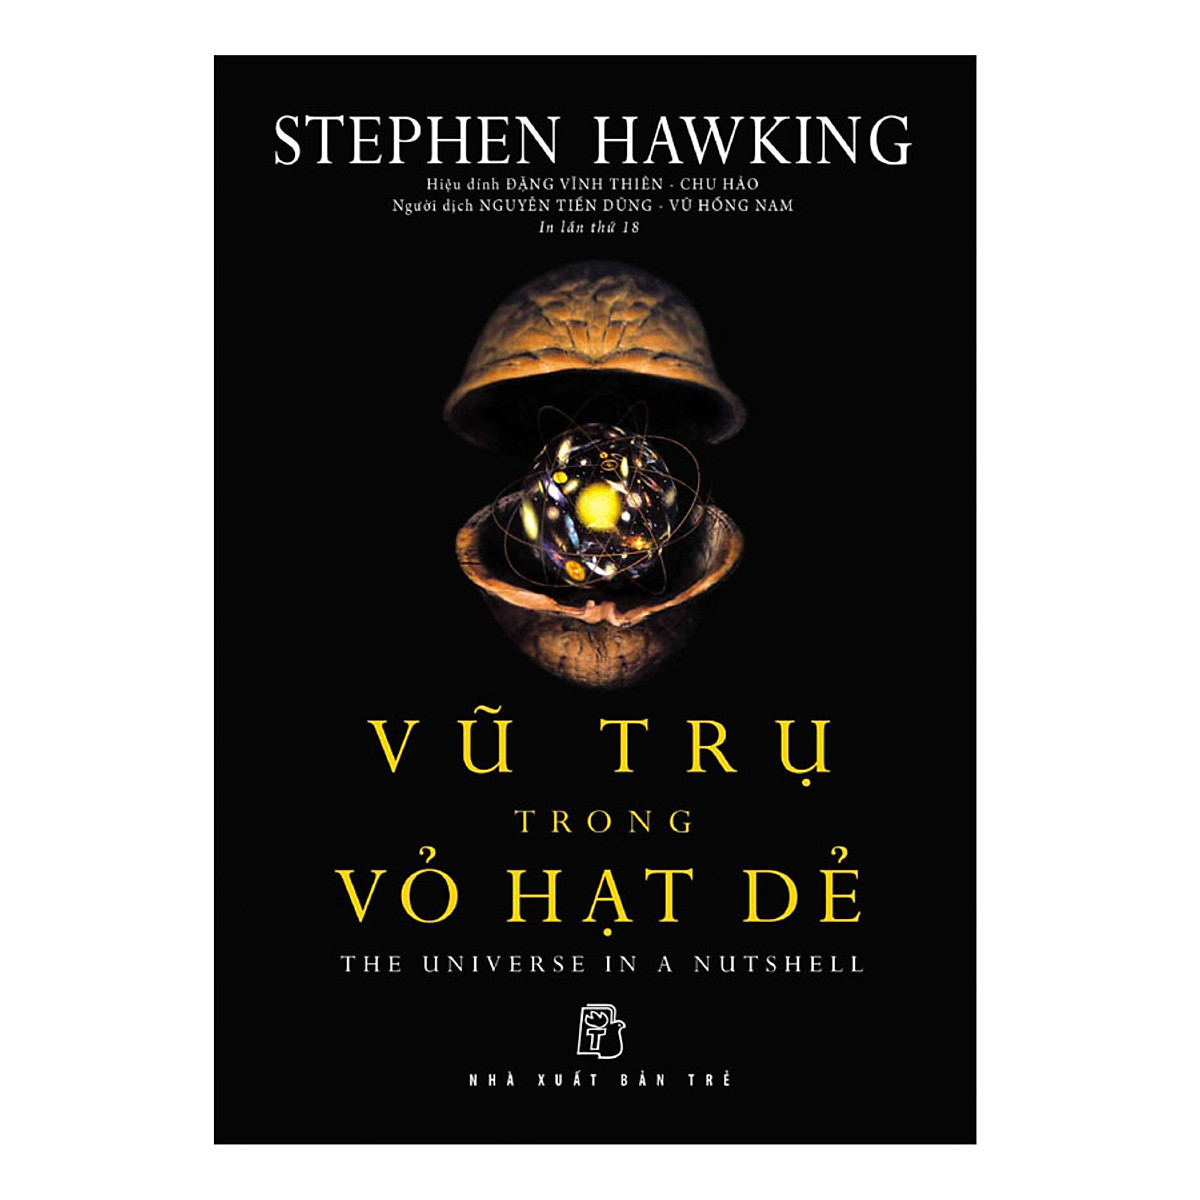 STEPHEN HAWKING
Hiệu đính ĐẶNG VĨNH THIÊN - CHU HẢO
Người dịch NGUYỄN TIẾN DŨNG - VŨ HỒNG NAM
In lần thứ 18
VŨ TRỤ
TRONG
VỎ HẠT DẺ
THE UNIVERSE IN A NUTSHELL
T
NHÀ XUẤT BẢN TRẺ